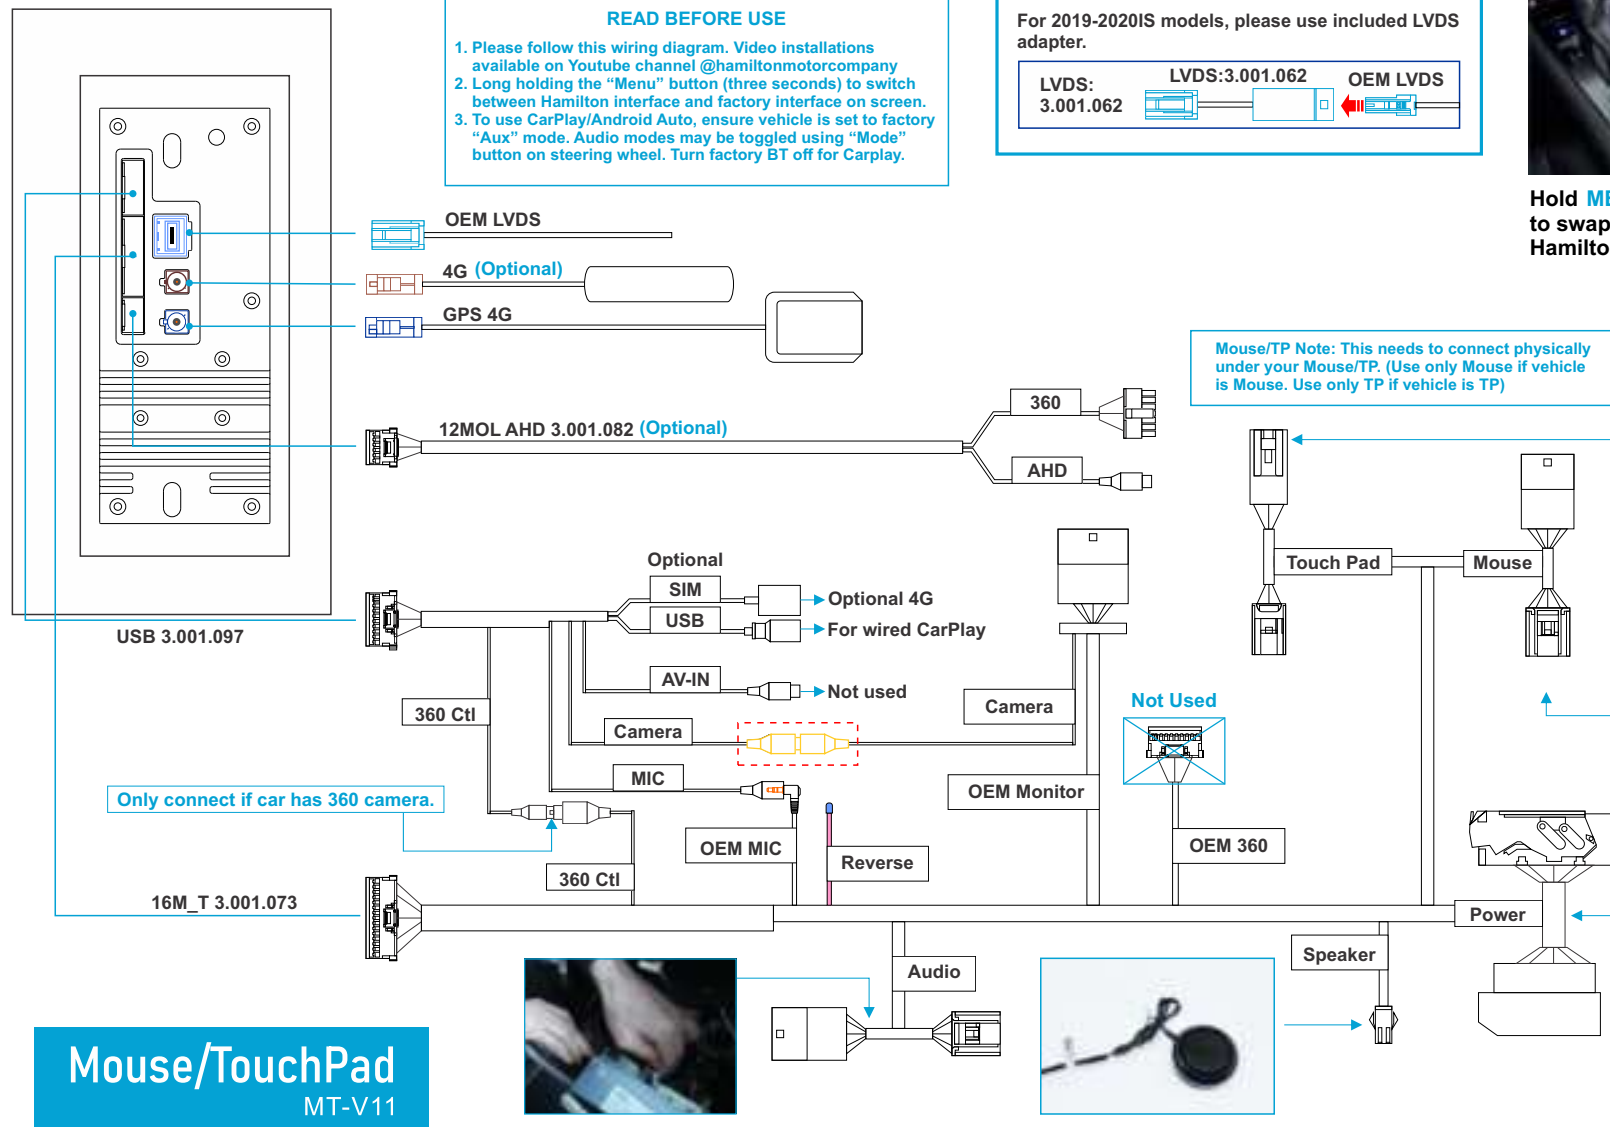 READ BEFORE USE
1. Please follow this wiring diagram. Video installations
available on Youtube channel @hamiltonmotorcompany
2. Long holding the “Menu” button (three seconds) to switch
between Hamilton interface and factory interface on screen.
3. To use CarPlay/Android Auto, ensure vehicle is set to factory
“Aux” mode. Audio modes may be toggled using “Mode”
button on steering wheel. Turn factory BT off for Carplay.
For 2019-2020IS models, please use included LVDS
adapter.
LVDS:
3.001.062
LVDS:3.001.062
OEM LVDS
Hold
to swap
OEM LVDS
4G (Optional)
GPS 4G
Mouse/TP Note: This needs to connect physically
under your Mouse/TP. (Use only Mouse if vehicle
is Mouse. Use only TP if vehicle is TP)
360
12MOL AHD 3.001.082 (Optional)
AHD
Touch Pad
Mouse
Optional
SIM
Optional 4G
USB
For wired CarPlay
USB 3.001.097
AV-IN
Not used
360 Ctl
Camera
Camera
Not Used
MIC
OEM Monitor
Only connect if car has 360 camera.
OEM MIC
Reverse
OEM 360
360 Ctl
16M_T 3.001.073
Power
Audio
Speaker
Mouse/TouchPad
MT-V11